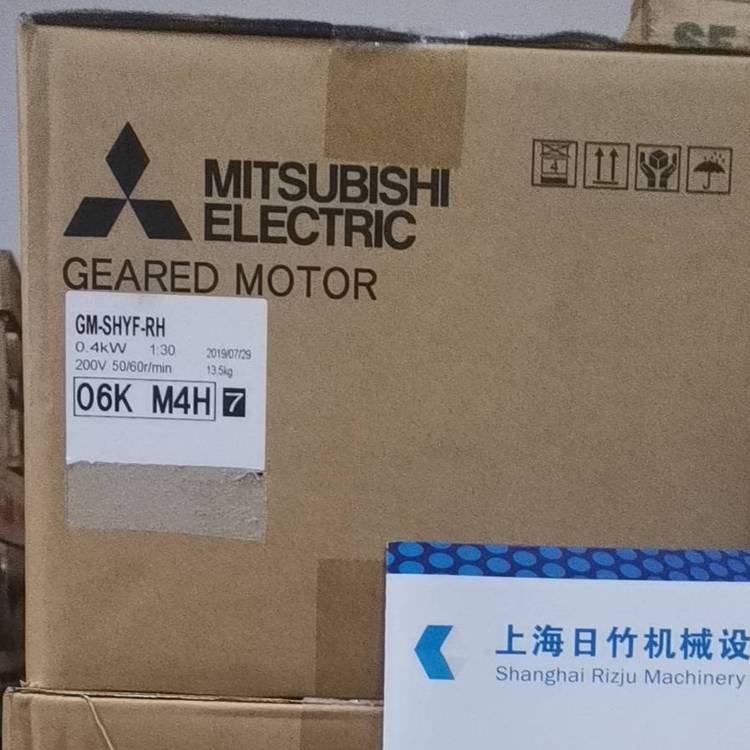 MITSUBISHI
ELECTRIC
GEARED MOTOR
4
GM-SHYF-RH
0.4kW 1:30 2019/07/29
200V 50/60r/min 13.5kg
06K M4H 7
上海日竹机械设
Shanghai Rizju Machinery